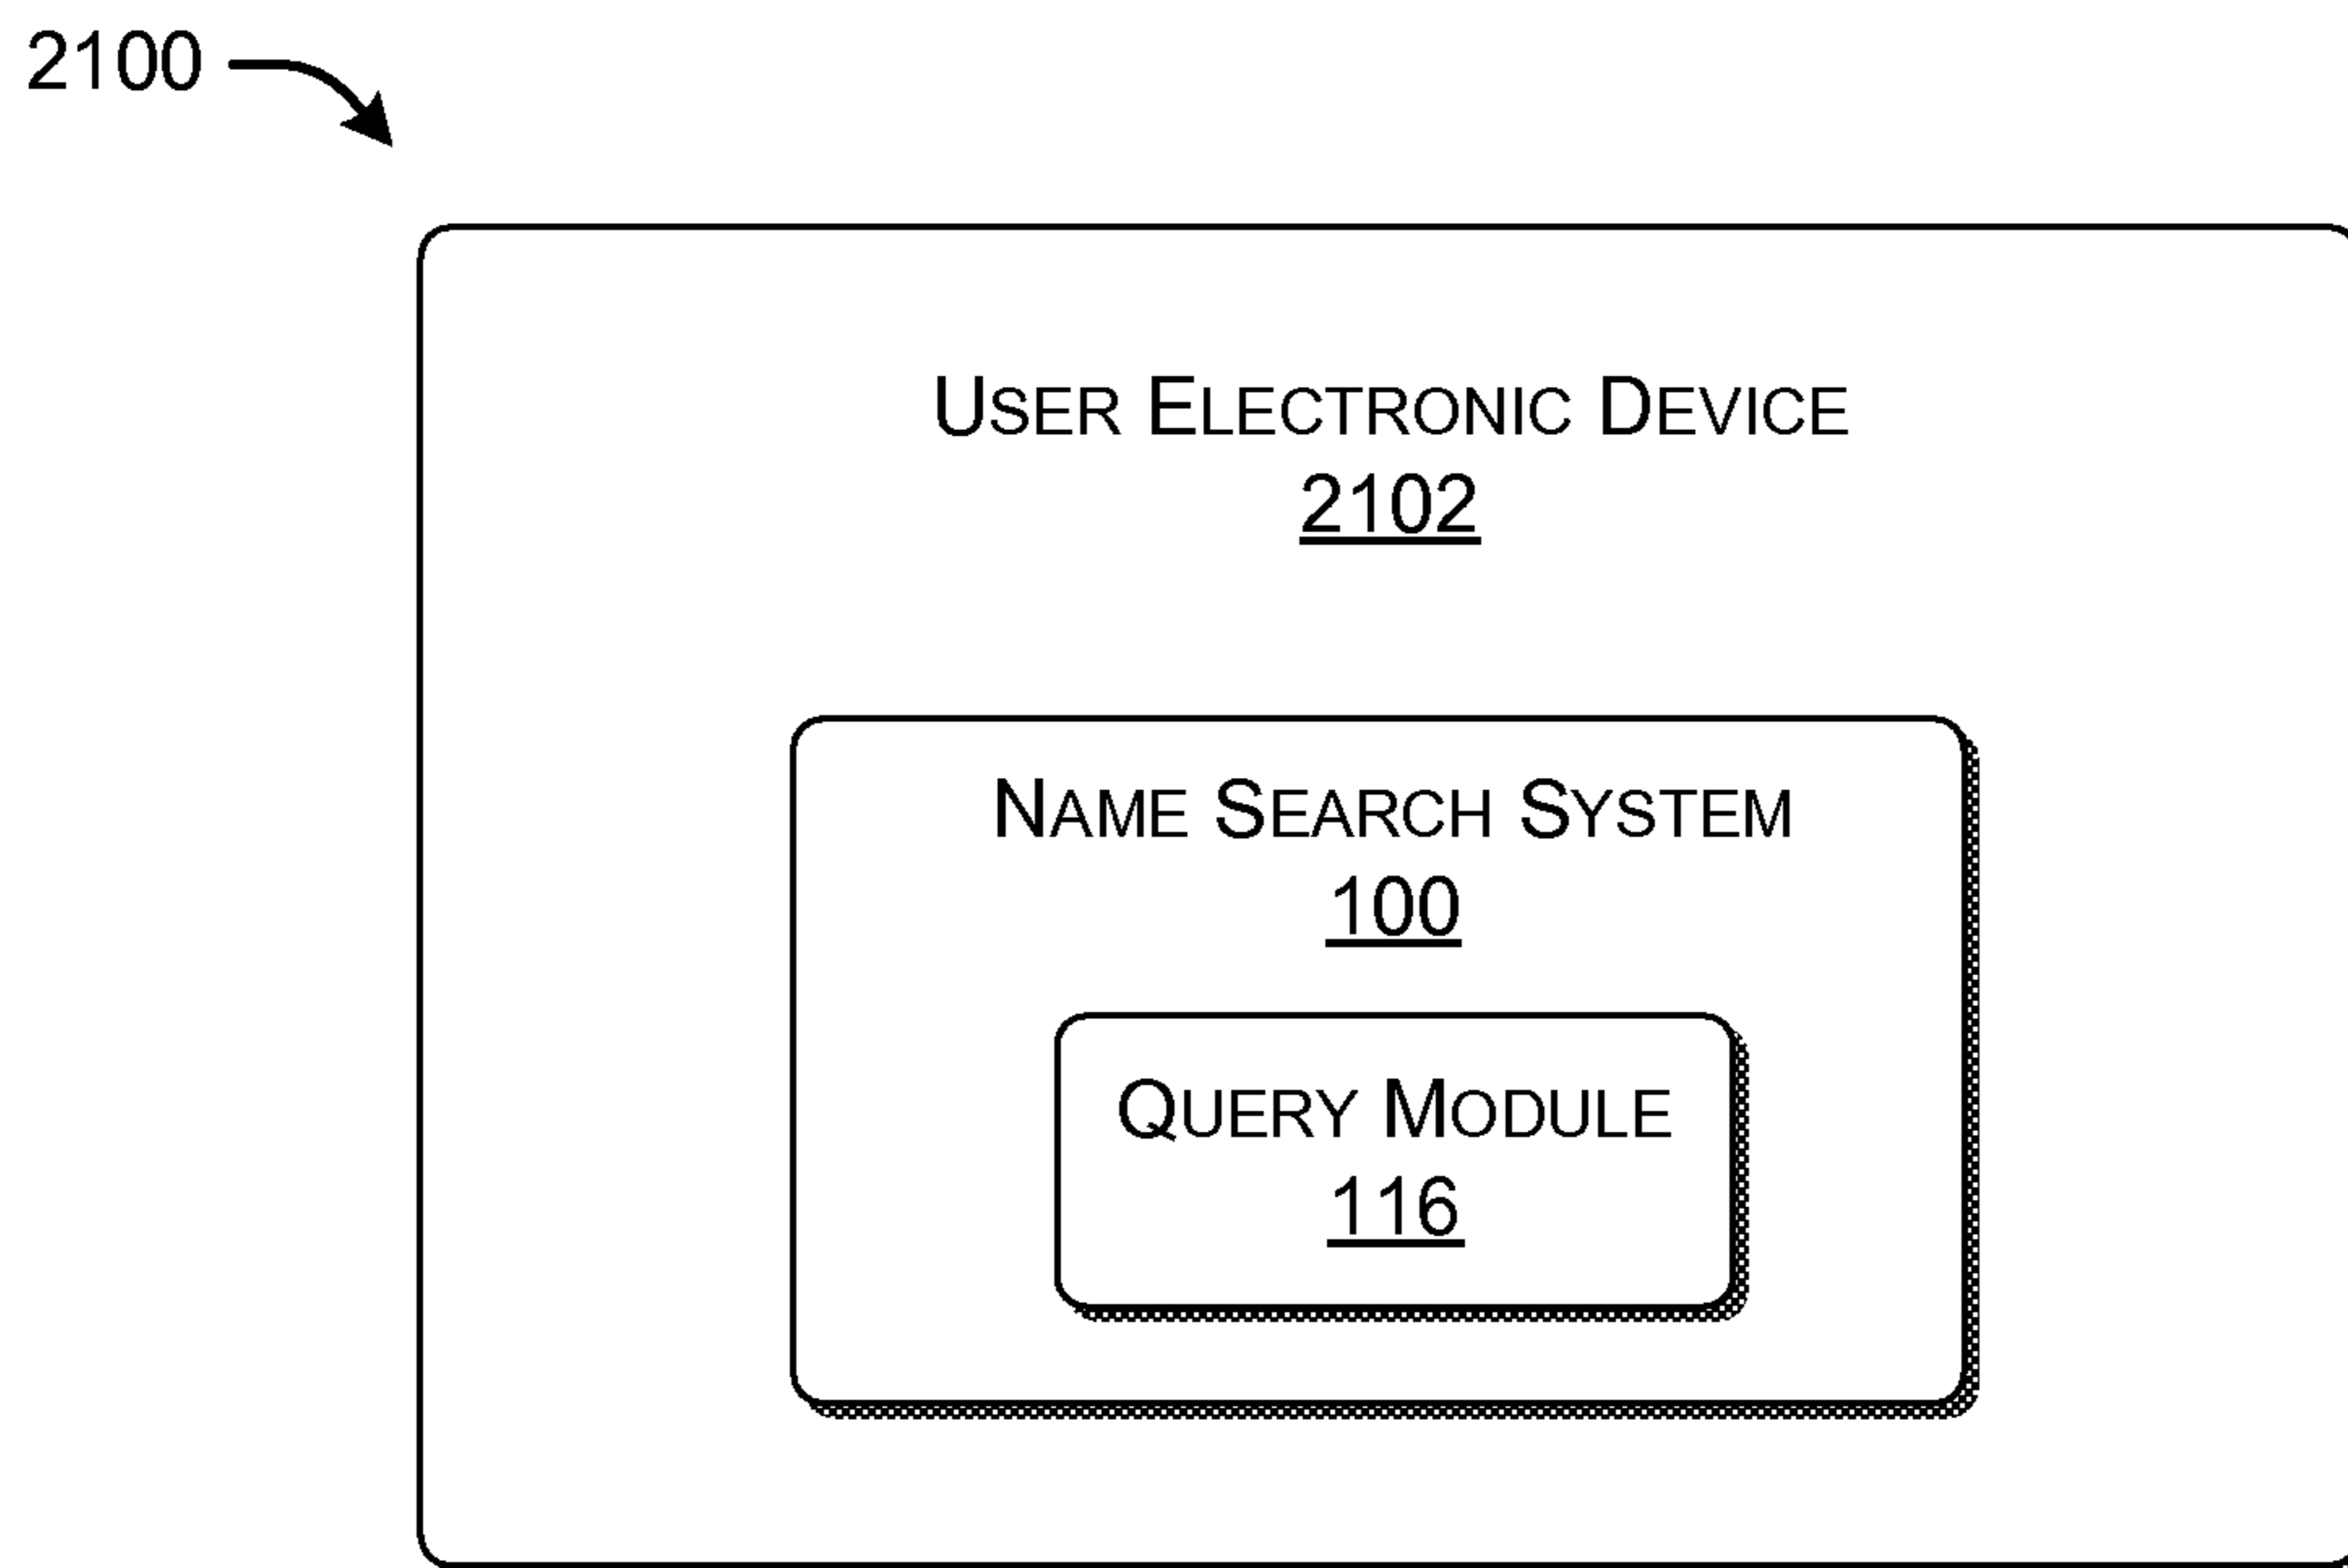 2100
USER ELECTRONIC DEVICE
2102
NAME SEARCH SYSTEM
100
QUERY MODULE
116